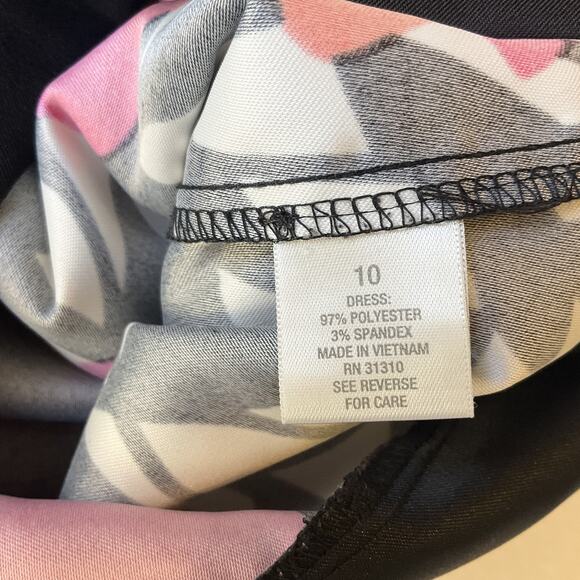 10
DRESS:
97% POLYESTER
3% SPANDEX
MADE IN VIETNAM
RN 31310
SEE REVERSE
FOR CARE